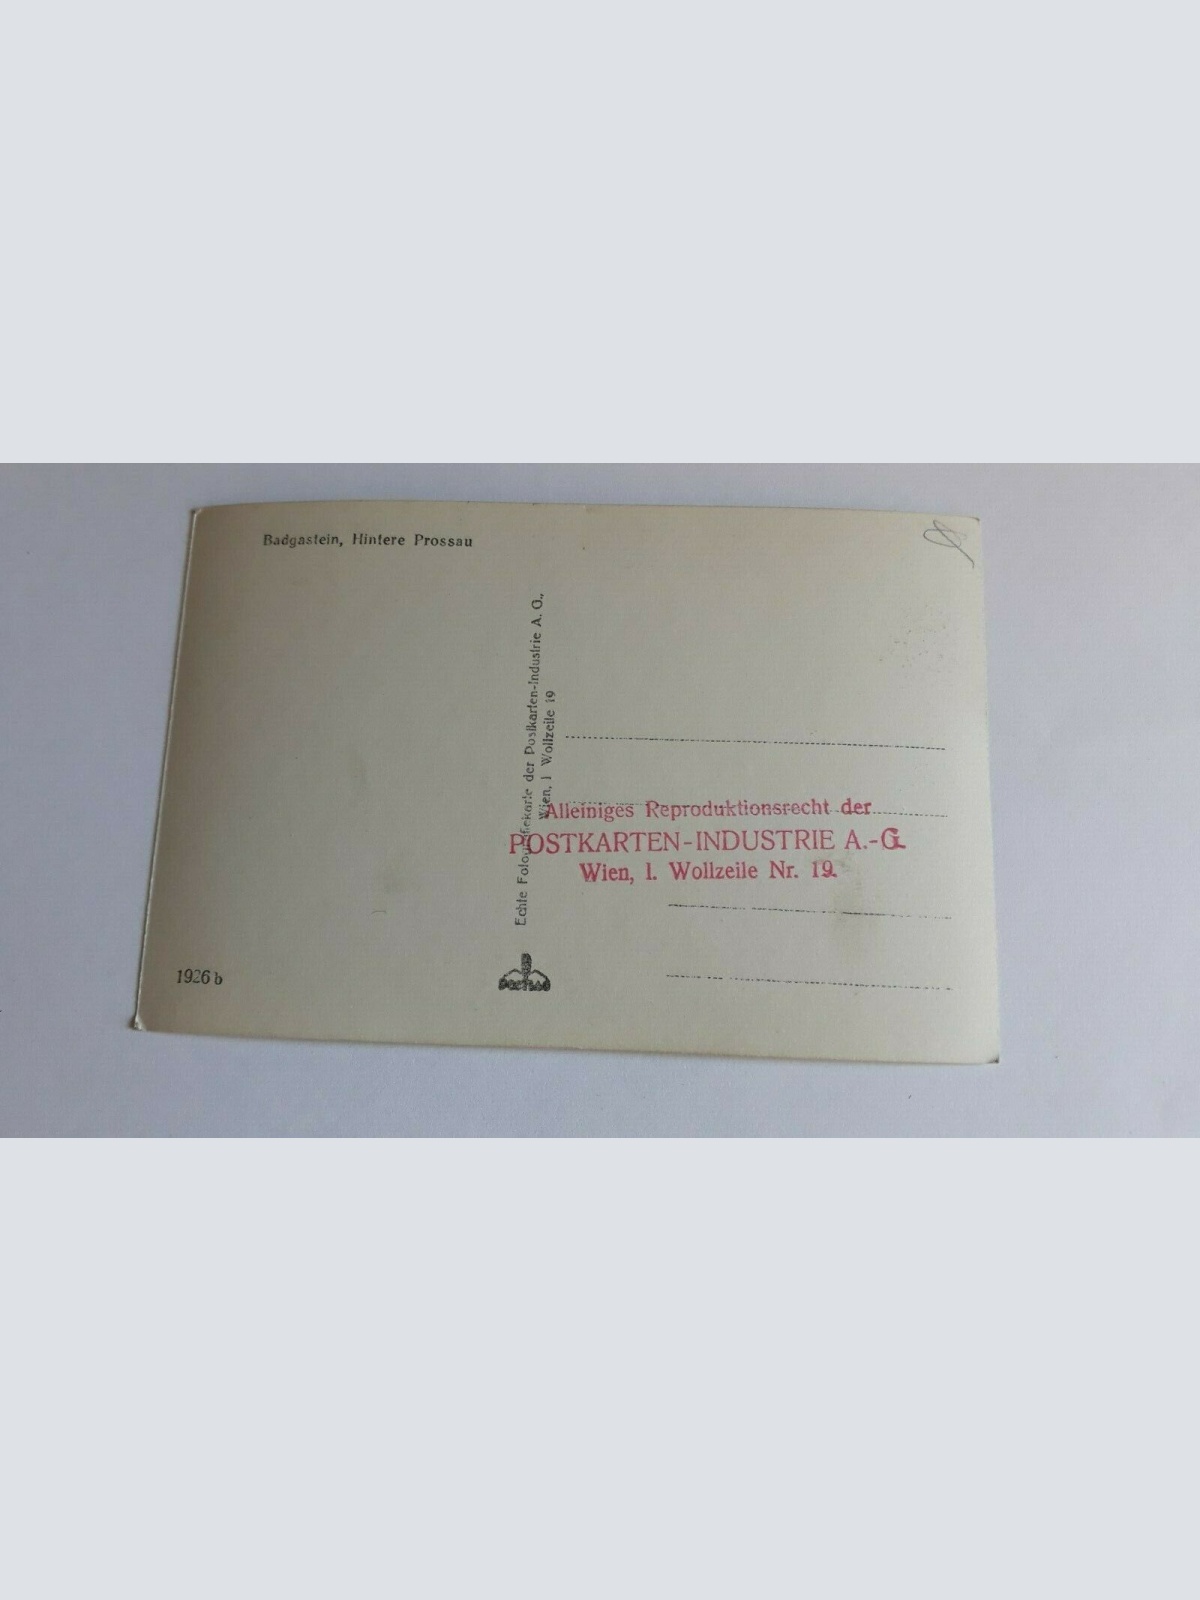 Badgastein, Hintere Prossau
Echte Fotografiekarte der Postkarten-Industrie A. G.,
Wien, I Wollzeile 19
Alleiniges Reproduktionsrecht der
POSTKARTEN-INDUSTRIE A.-G.
Wien, I. Wollzeile Nr. 19.
1926 b